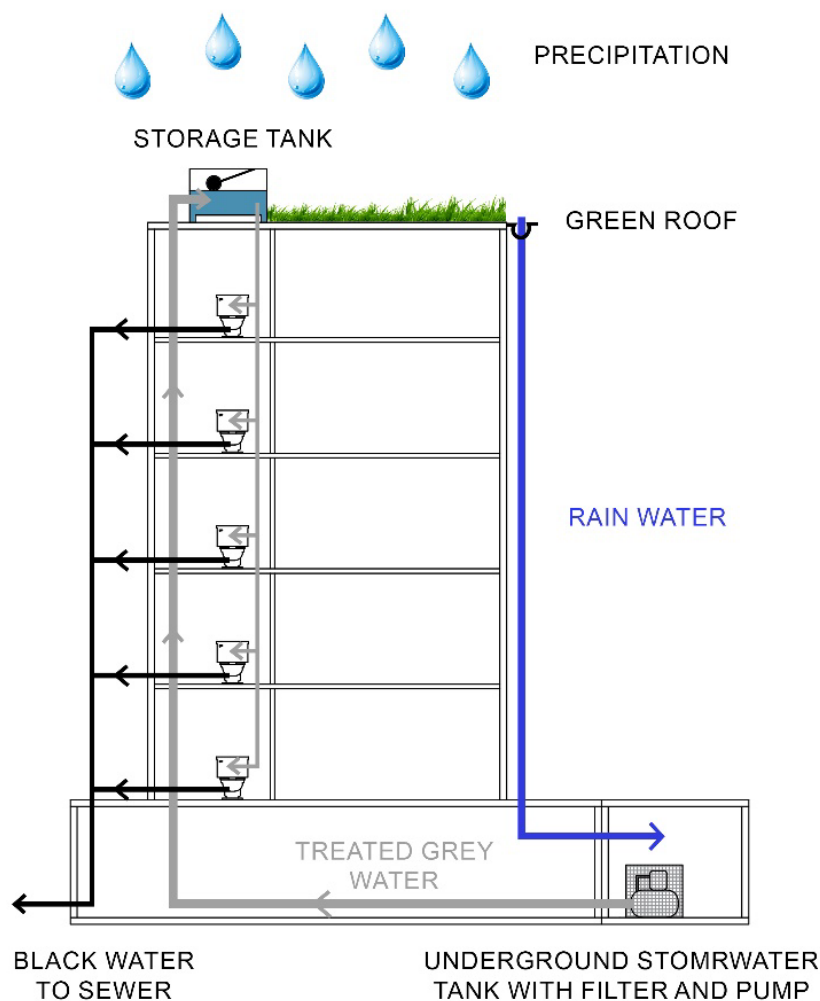 PRECIPITATION
STORAGE TANK
GREEN ROOF
RAIN WATER
TREATED GREY
WATER
BLACK WATER
TO SEWER
UNDERGROUND STOMRWATER
TANK WITH FILTER AND PUMP